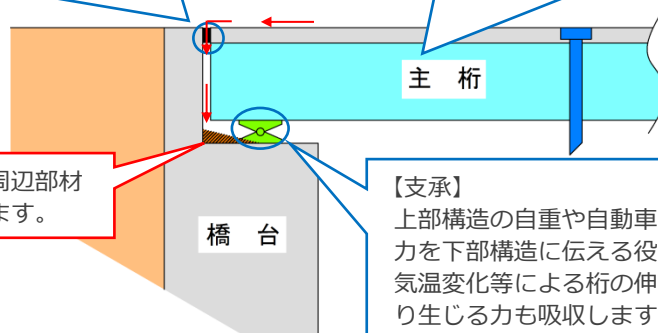 主 桁
周辺部材
ます。
橋 台
【支承】
上部構造の自重や自動車
力を下部構造に伝える役
気温変化等による桁の伸
り生じる力も吸収します